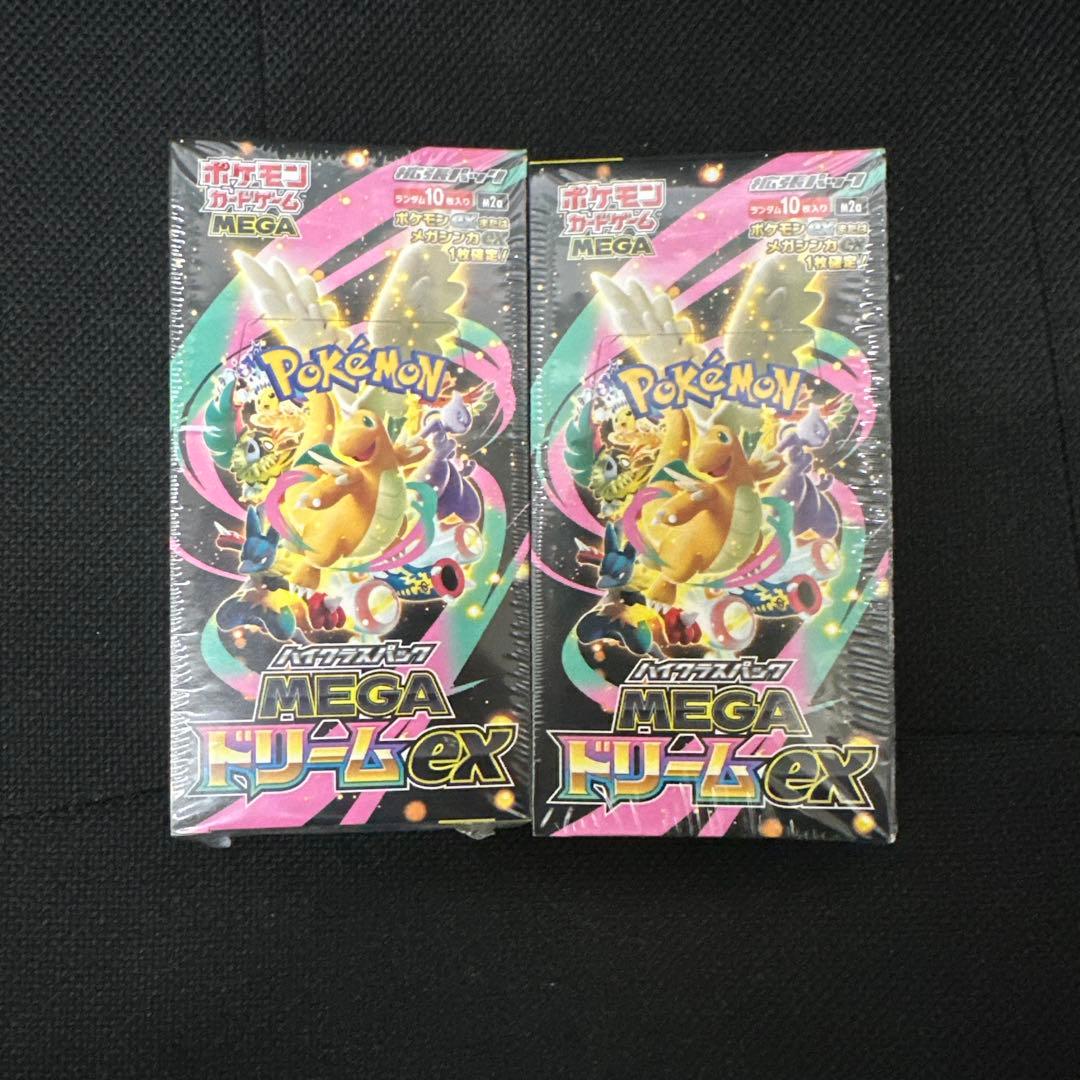 ポケモン
カードゲーム
MEGA
拡張パック
ランダム10枚入り
M2a
ポケモンexまたは
メガシンカex
1枚確定!
POKéMON
ハイクラスパック
MEGA
ドリームex
ポケモン
カードゲーム
MEGA
拡張パック
ランダム10枚入り
M2a
ポケモンexまたは
メガシンカex
1枚確定!
POKéMON
ハイクラスパック
MEGA
ドリームex